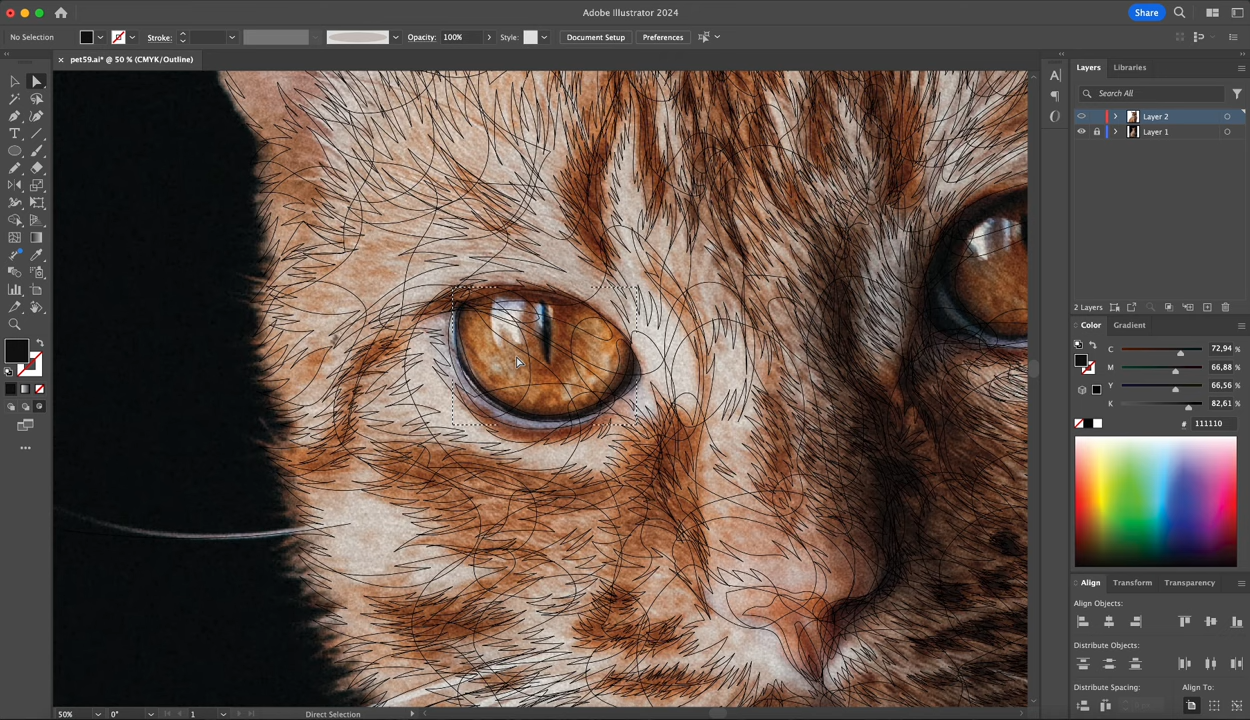 Adobe Illustrator 2024
Share
No Selection
Stroke:
Opacity:
100%
Style:
Document Setup
Preferences
pet59.ai* @ 50 % (CMYK/Outline)
Layers
Libraries
Search All
Layer 2
Layer 1
2 Layers
Color
Gradient
C
72,94
%
M
66,88
%
Y
66,56
%
K
82,61
%
#
111110
Align
Transform
Transparency
Align Objects:
Distribute Objects:
Distribute Spacing:
Align To:
50%
0°
1
Direct Selection